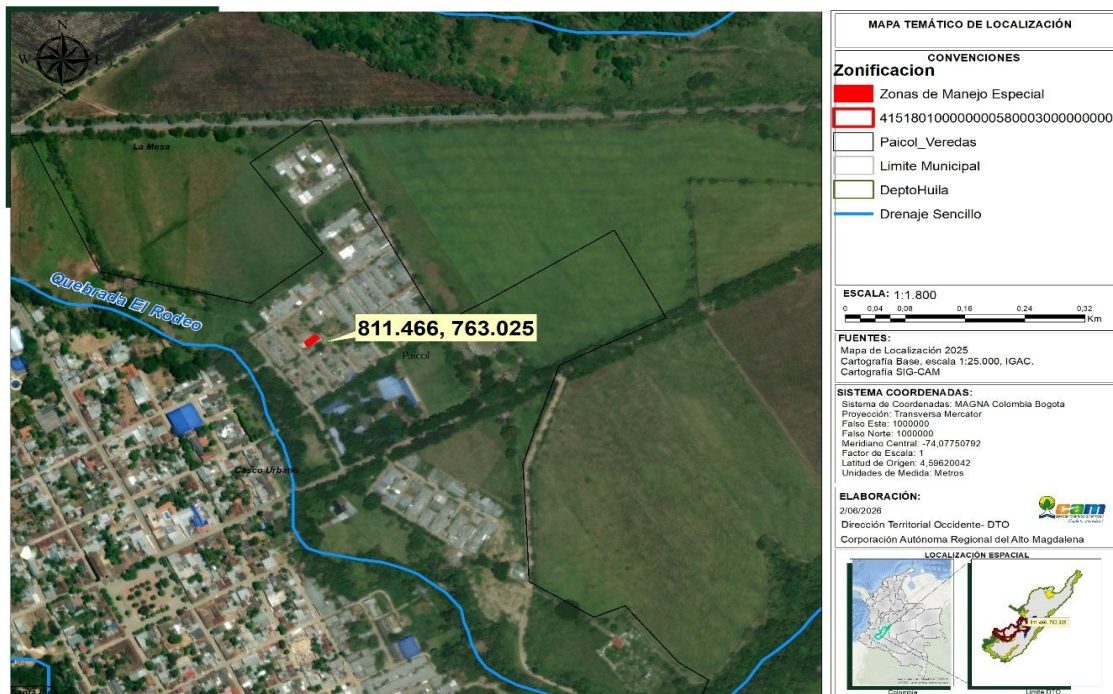 N
W
La Mesa
Quebrada El Rodeo
811.466, 763.025
Paicol
Casco Urbano
MAPA TEMÁTICO DE LOCALIZACIÓN
CONVENCIONES
Zonificacion
Zonas de Manejo Especial
Paicol_Veredas
Limite Municipal
DeptoHuila
Drenaje Sencillo
ESCALA: 1:1.800
0 0,04 0,08 0,16 0,24 0,32
Km
FUENTES:
Mapa de Localización 2025
Cartografía Base, escala 1:25.000, IGAC.
Cartografía SIG-CAM
SISTEMA COORDENADAS:
Sistema de Coordenadas: MAGNA Colombia Bogota
Proyección: Transversa Mercator
Falso Este: 1000000
Falso Norte: 1000000
Meridiano Central: -74,07750792
Factor de Escala: 1
Latitud de Origen: 4,59620042
Unidades de Medida: Metros
ELABORACIÓN:
2/06/2026
cam
Dirección Territorial Occidente- DTO
Corporación Autónoma Regional del Alto Magdalena
LOCALIZACIÓN ESPACIAL
811.466, 763.025
Colombia
Limite DTO